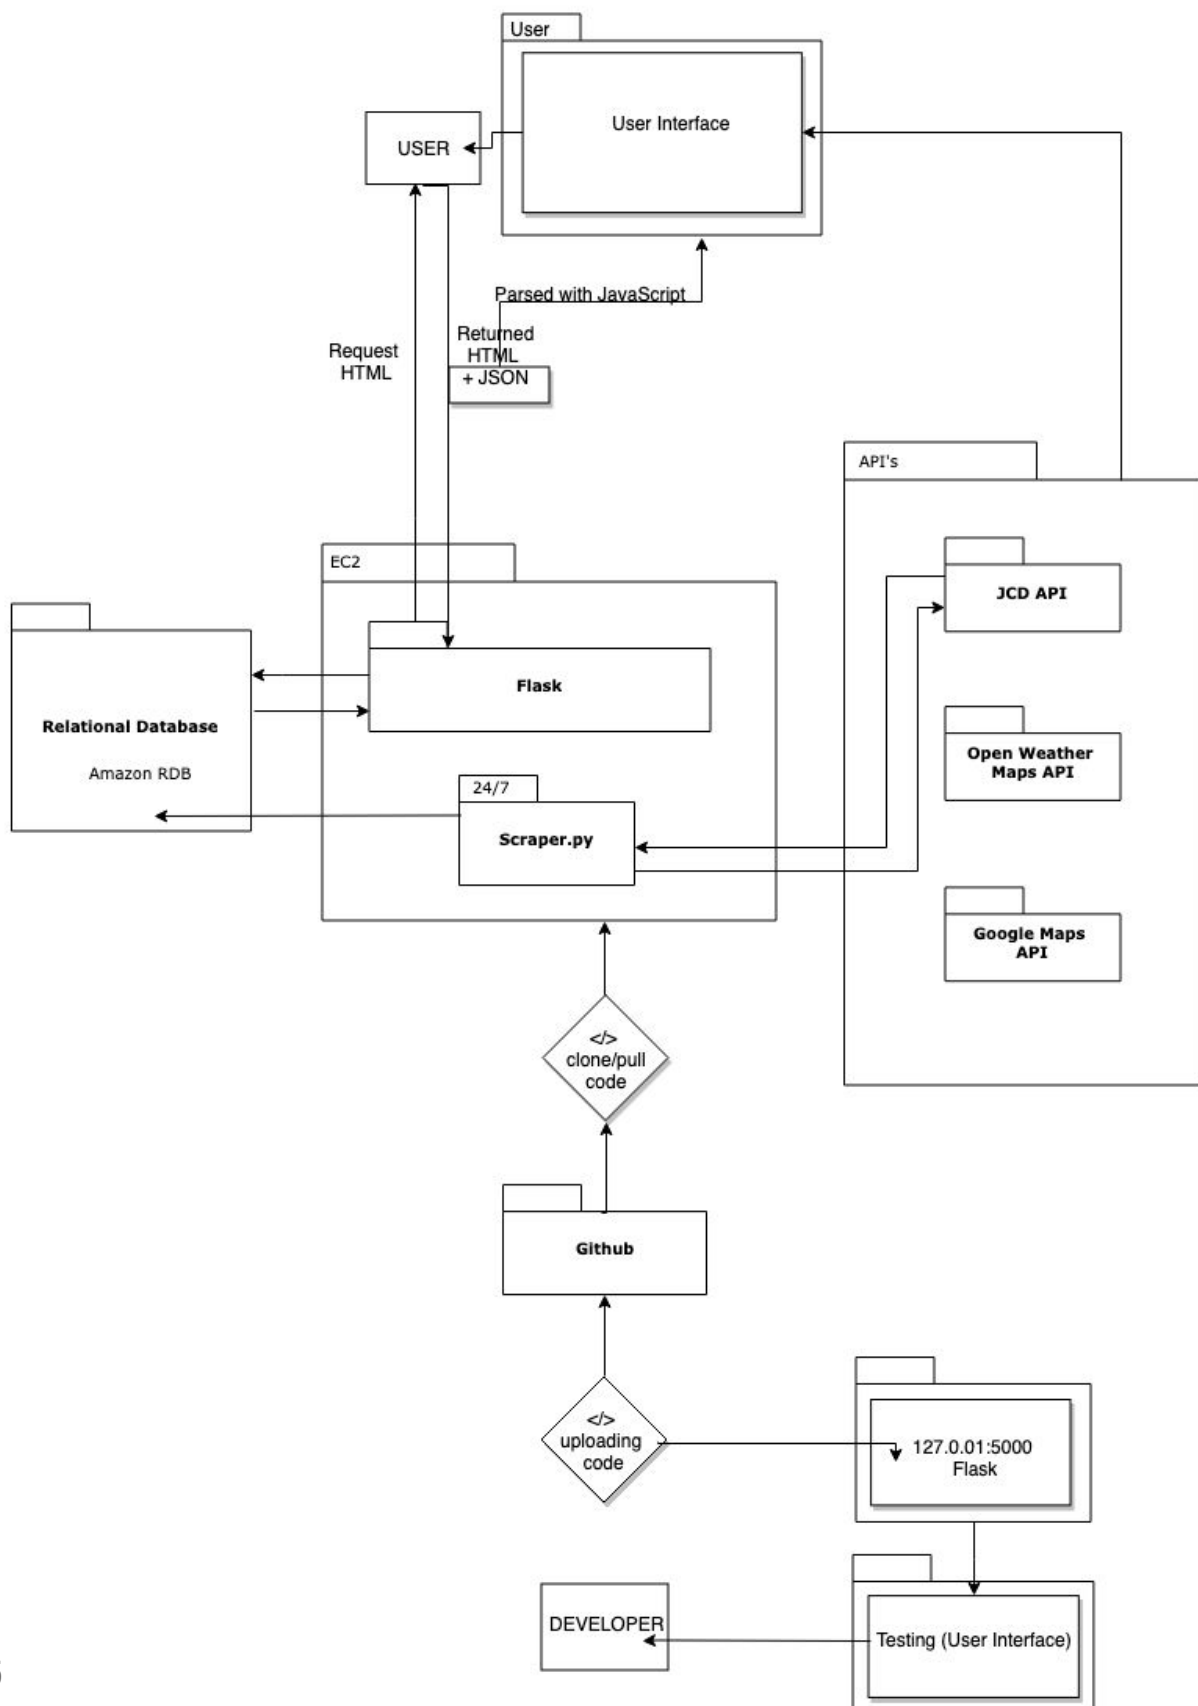 User
User Interface
USER
Parsed with JavaScript
Request
HTML
Returned
HTML
+ JSON
API's
EC2
JCD API
Flask
Relational Database
Amazon RDB
Open Weather
Maps API
24/7
Scraper.py
Google Maps
API
</>
clone/pull
code
Github
</>
uploading
code
127.0.01:5000
Flask
DEVELOPER
Testing (User Interface)